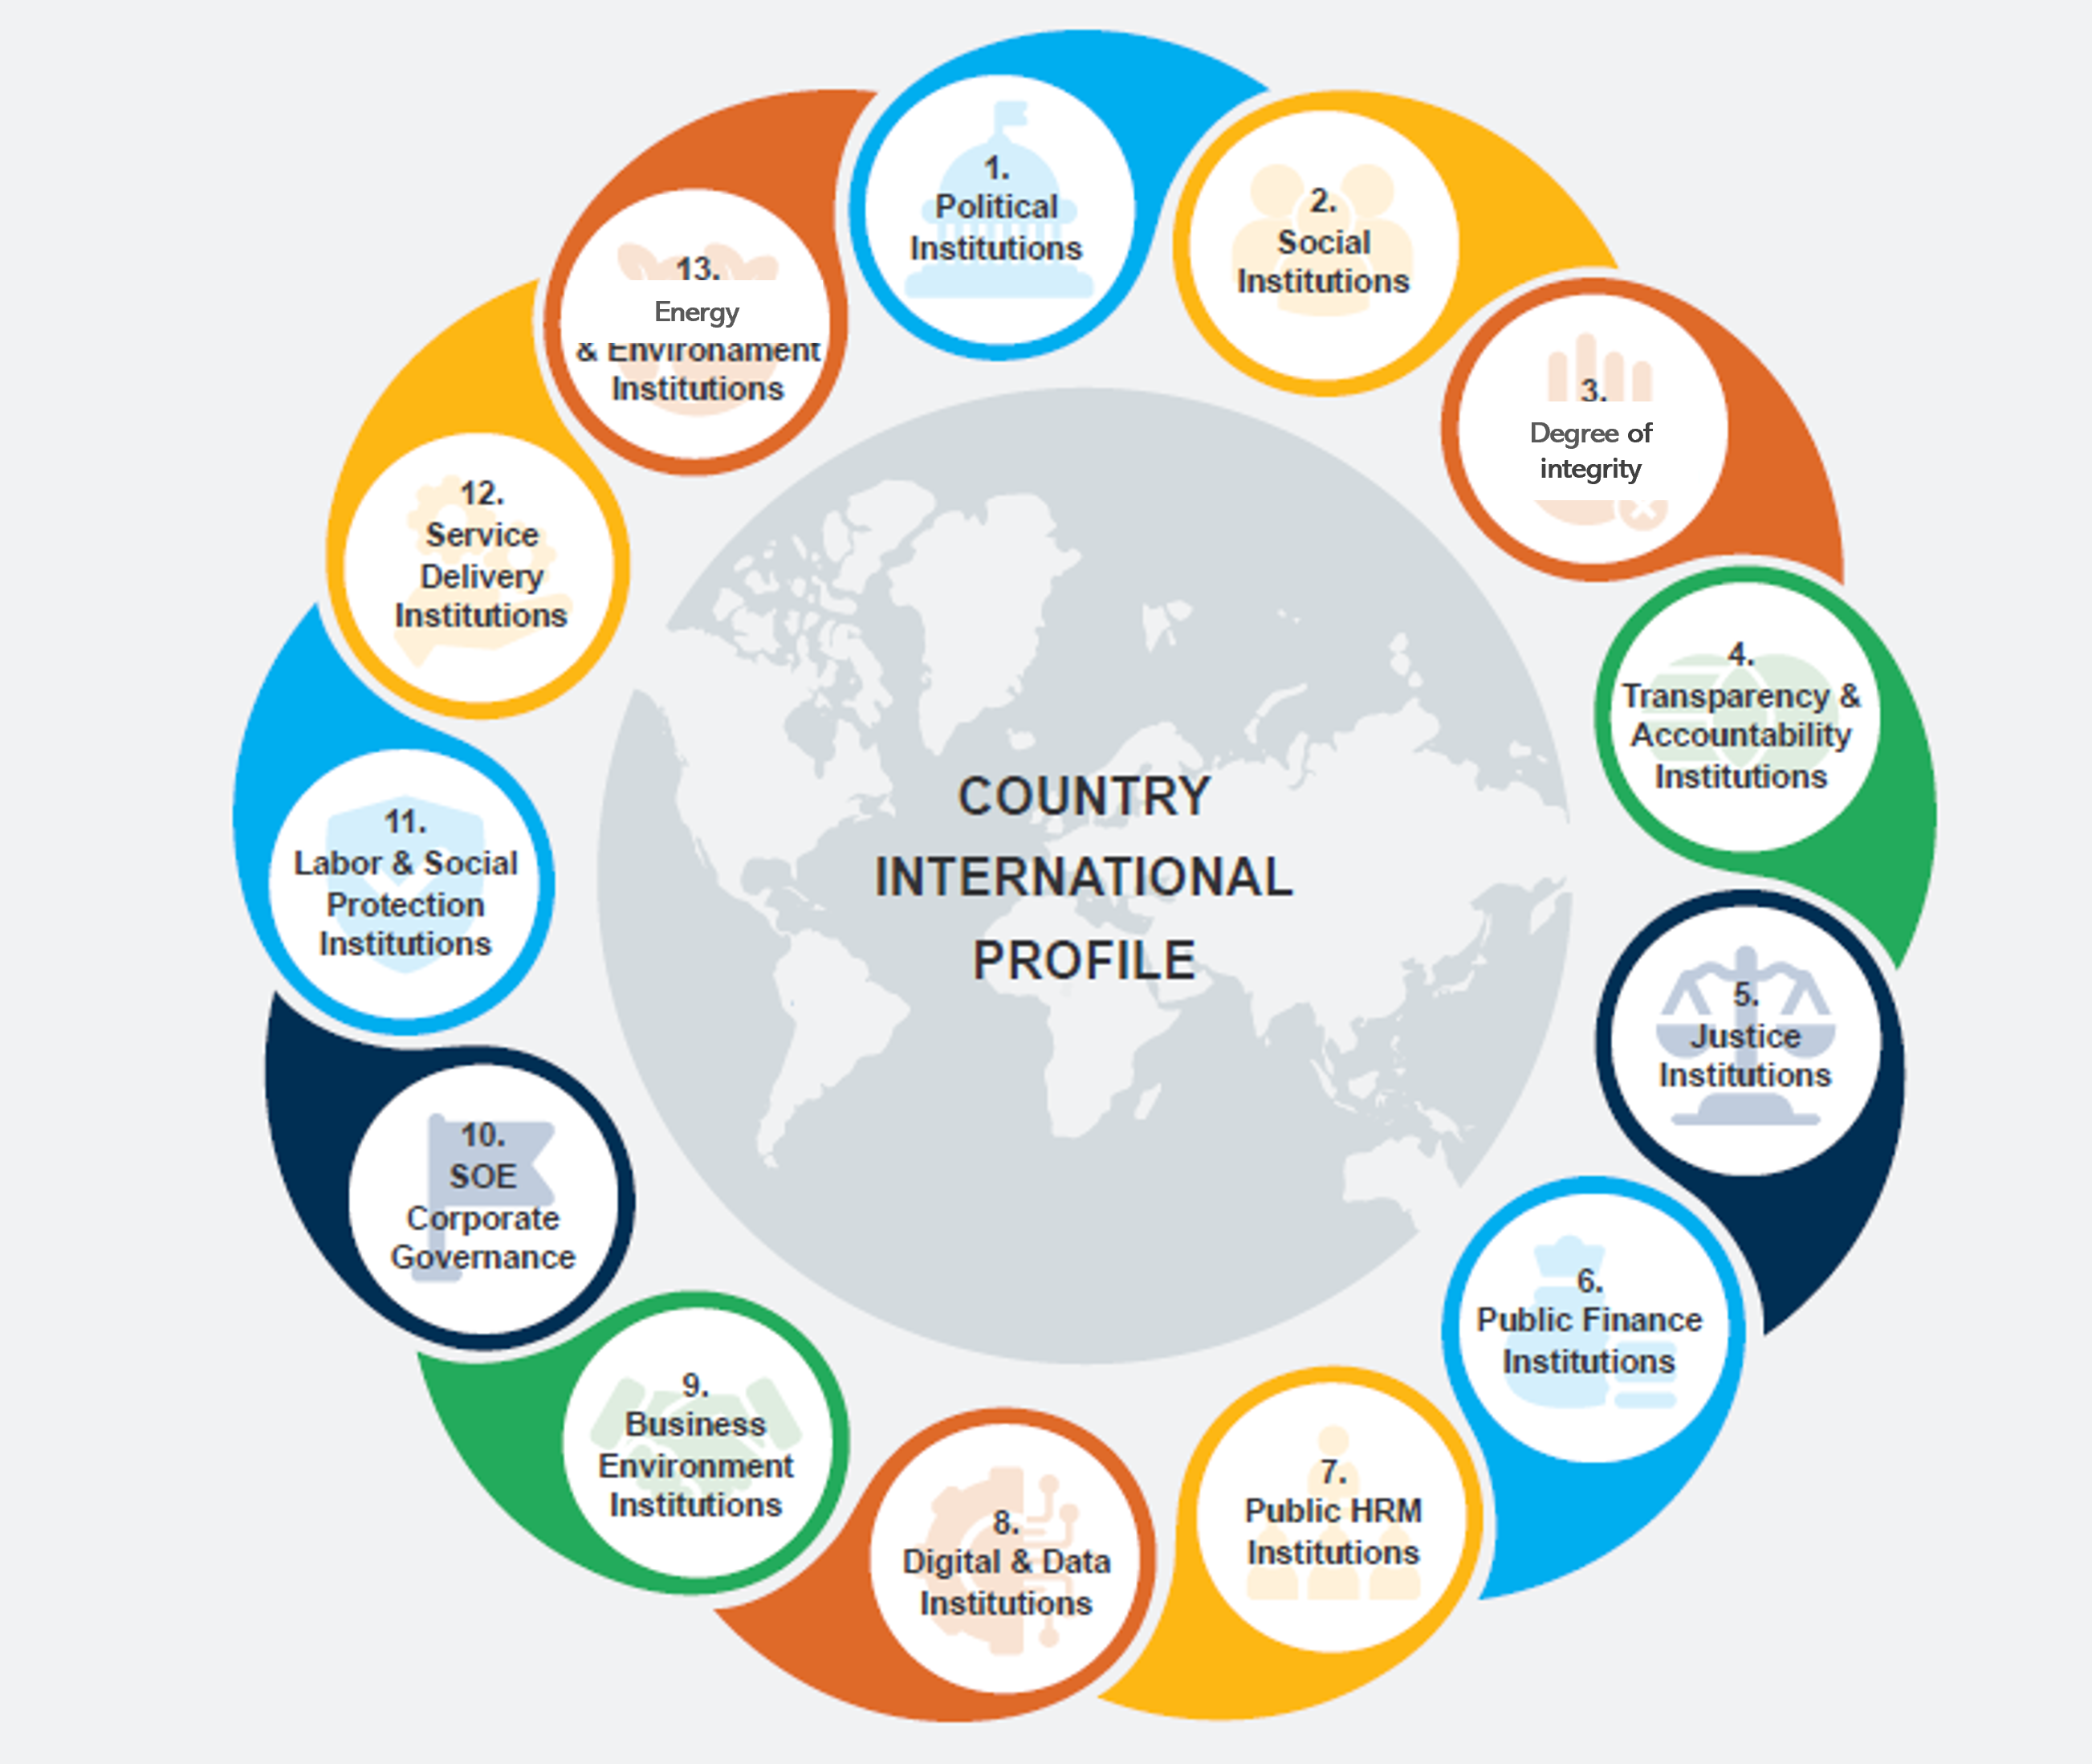 1.
Political
Institutions
2.
Social
Institutions
3.
Degree of
integrity
4.
Transparency &
Accountability
Institutions
5.
Justice
Institutions
6.
Public Finance
Institutions
7.
Public HRM
Institutions
8.
Digital & Data
Institutions
9.
Business
Environment
Institutions
10.
SOE
Corporate
Governance
11.
Labor & Social
Protection
Institutions
12.
Service
Delivery
Institutions
13.
Energy
& Environament
Institutions
COUNTRY
INTERNATIONAL
PROFILE